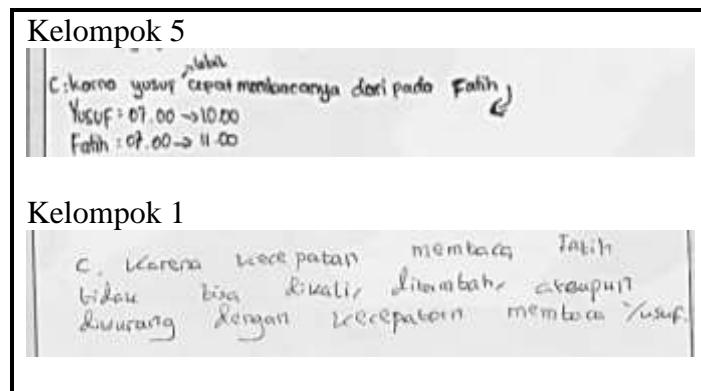 Kelompok 5
lebih
C: karna yusuf cepat membacanya dari pada Fatih
Yusuf : 07.00 → 10.00
Fatih : 07.00 → 11.00
Kelompok 1
C. Karena kecepatan membaca Fatih
tidak bisa dikali, ditambah, ataupun
dikurang dengan kecepatan membaca Yusuf.